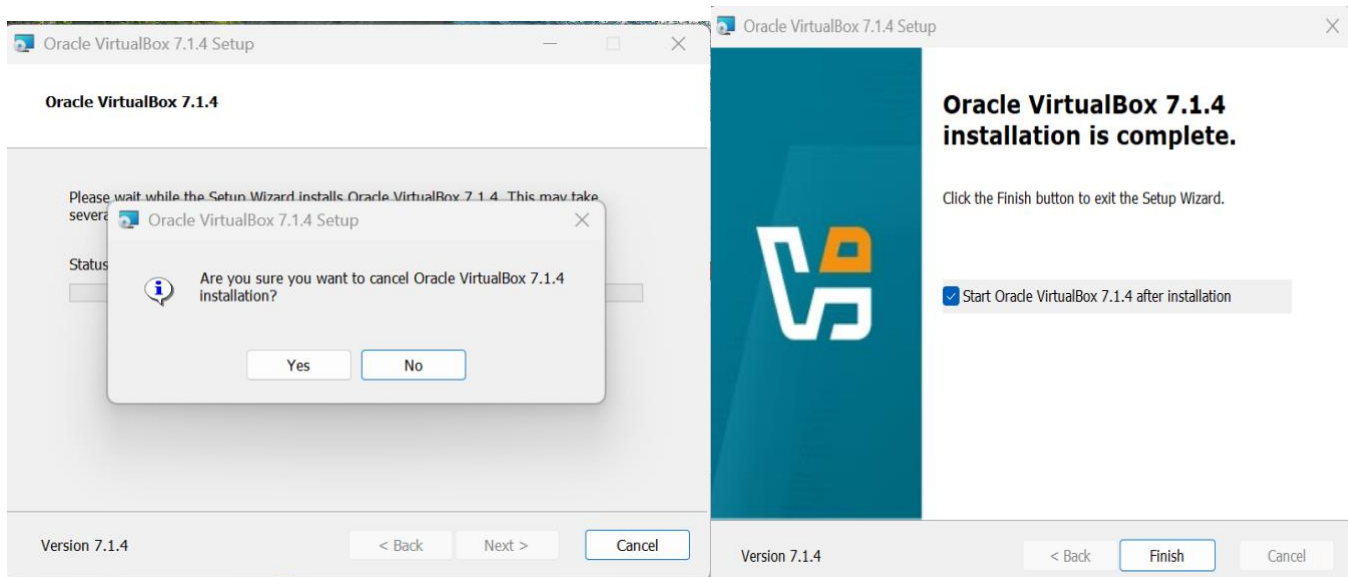 Oracle VirtualBox 7.1.4 Setup
Oracle VirtualBox 7.1.4
Please wait while the Setup Wizard installs Oracle VirtualBox 7.1.4. This may take
severa
Status
Oracle VirtualBox 7.1.4 Setup
Are you sure you want to cancel Oracle VirtualBox 7.1.4
installation?
Yes No
Version 7.1.4 < Back Next > Cancel
Oracle VirtualBox 7.1.4 Setup
Oracle VirtualBox 7.1.4
installation is complete.
Click the Finish button to exit the Setup Wizard.
Start Oracle VirtualBox 7.1.4 after installation
Version 7.1.4 < Back Finish Cancel